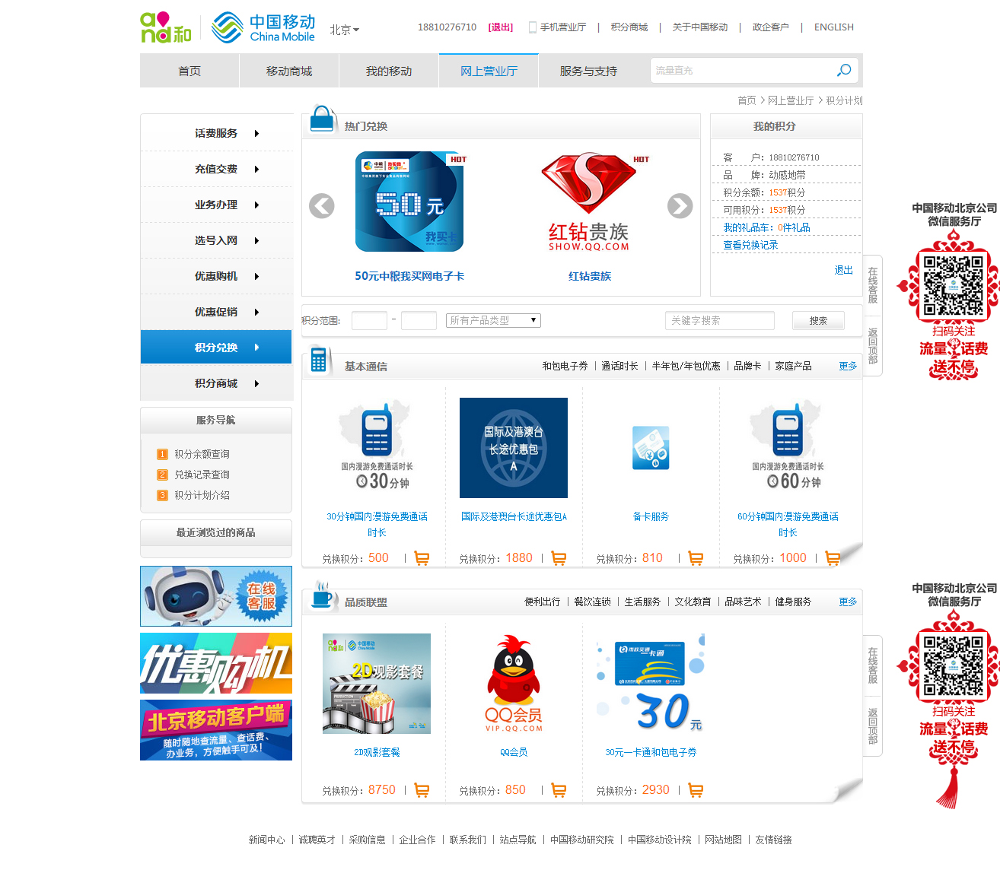 and和 中国移动 China Mobile 北京
18810276710 [退出] 手机营业厅 | 积分商城 | 关于中国移动 | 政企客户 | ENGLISH
首页 移动商城 我的移动 网上营业厅 服务与支持 流量直充
首页 > 网上营业厅 > 积分计划
话费服务
充值交费
业务办理
选号入网
优惠购机
优惠促销
积分兑换
积分商城
服务导航
1 积分余额查询
2 兑换记录查询
3 积分计划介绍
最近浏览过的商品
在线
客服
优惠购机
北京移动客户端
随时随地查流量、查话费、
办业务，方便触手可及！
热门兑换
HOT
中粮 我买网
50元
我买卡
50元中粮我买网电子卡
HOT
红钻贵族
SHOW.QQ.COM
红钻贵族
我的积分
客 户：18810276710
品 牌：动感地带
积分余额：1537积分
可用积分：1537积分
我的礼品车：0件礼品
查看兑换记录
退出
积分范围: - 所有产品类型 关键字搜索 搜索
基本通信
和包电子券 | 通话时长 | 半年包/年包优惠 | 品牌卡 | 家庭产品 更多
国内漫游免费通话时长
30分钟
30分钟国内漫游免费通话
时长
兑换积分：500 |
国际及港澳台
长途优惠包
A
国际及港澳台长途优惠包A
兑换积分：1880 |
备卡服务
兑换积分：810 |
国内漫游免费通话时长
60分钟
60分钟国内漫游免费通话
时长
兑换积分：1000 |
品质联盟
便利出行 | 餐饮连锁 | 生活服务 | 文化教育 | 品味艺术 | 健身服务 更多
and和 中国移动 China Mobile
2D观影套餐
PRODUCTION
2D观影套餐
兑换积分：8750 |
QQ会员
VIP.QQ.COM
QQ会员
兑换积分：850 |
市政交通
一卡通
30元
30元一卡通和包电子券
兑换积分：2930 |
在线客服
返回顶部
中国移动北京公司
微信服务厅
扫码关注
流量话费
送不停
在线客服
返回顶部
中国移动北京公司
微信服务厅
扫码关注
流量话费
送不停
新闻中心 | 诚聘英才 | 采购信息 | 企业合作 | 联系我们 | 站点导航 | 中国移动研究院 | 中国移动设计院 | 网站地图 | 友情链接